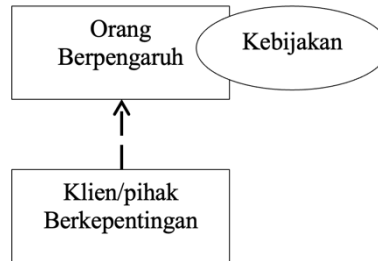 Orang
Berpengaruh
Kebijakan
Klien/pihak
Berkepentingan